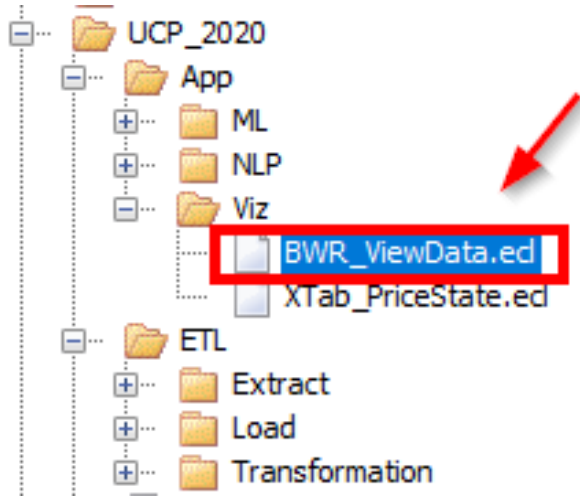 UCP_2020
App
ML
NLP
Viz
BWR_ViewData.ecl
XTab_PriceState.ecl
ETL
Extract
Load
Transformation